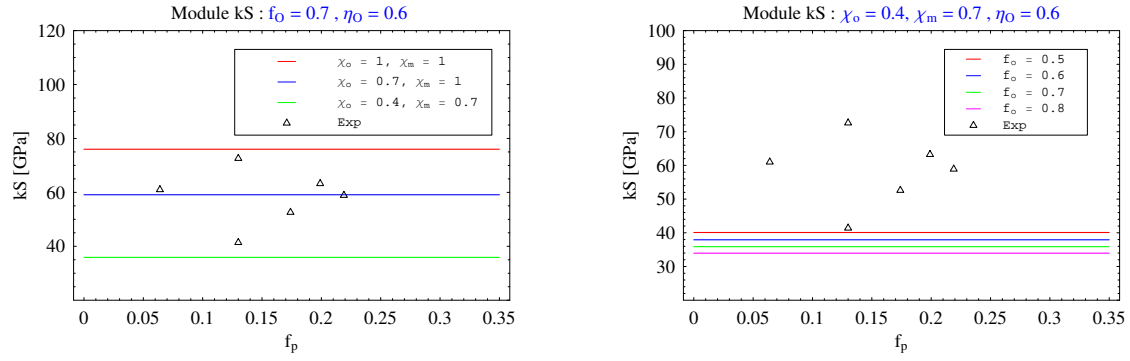 Module kS : f_O = 0.7 , η_O = 0.6
120
100
80
60
40
kS [GPa]
χ_o = 1, χ_m = 1
χ_o = 0.7, χ_m = 1
χ_o = 0.4, χ_m = 0.7
Exp
0 0.05 0.1 0.15 0.2 0.25 0.3 0.35
f_p
Module kS : χ_o = 0.4, χ_m = 0.7 , η_O = 0.6
100
90
80
70
60
50
40
30
kS [GPa]
f_o = 0.5
f_o = 0.6
f_o = 0.7
f_o = 0.8
Exp
0 0.05 0.1 0.15 0.2 0.25 0.3 0.35
f_p